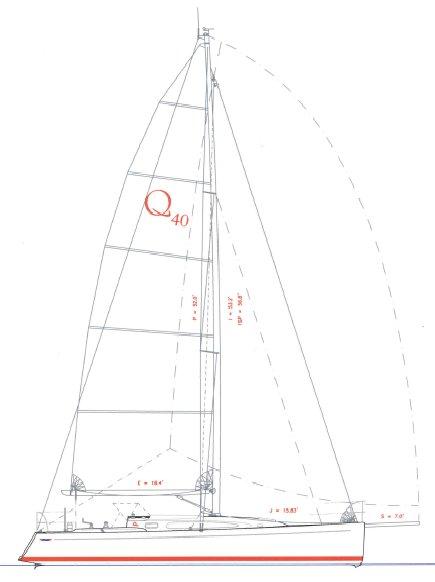 Q40
P = 52.0'
I = 53.2'
ISP = 56.8'
E = 18.4'
J = 15.83'
S = 7.0'